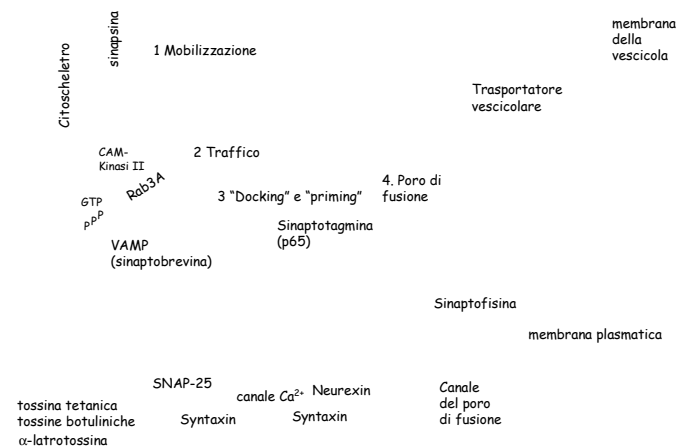 membrana
della
vescicola
sinapsina
1 Mobilizzazione
Citoscheletro
Trasportatore
vescicolare
CAM-
Kinasi II
2 Traffico
Rab3A
GTP
PPP
3 “Docking” e “priming”
4. Poro di
fusione
Sinaptotagmina
(p65)
VAMP
(sinaptobrevina)
Sinaptofisina
membrana plasmatica
SNAP-25
canale Ca²⁺
Neurexin
Canale
del poro
di fusione
tossina tetanica
tossine botuliniche
α-latrotossina
Syntaxin
Syntaxin